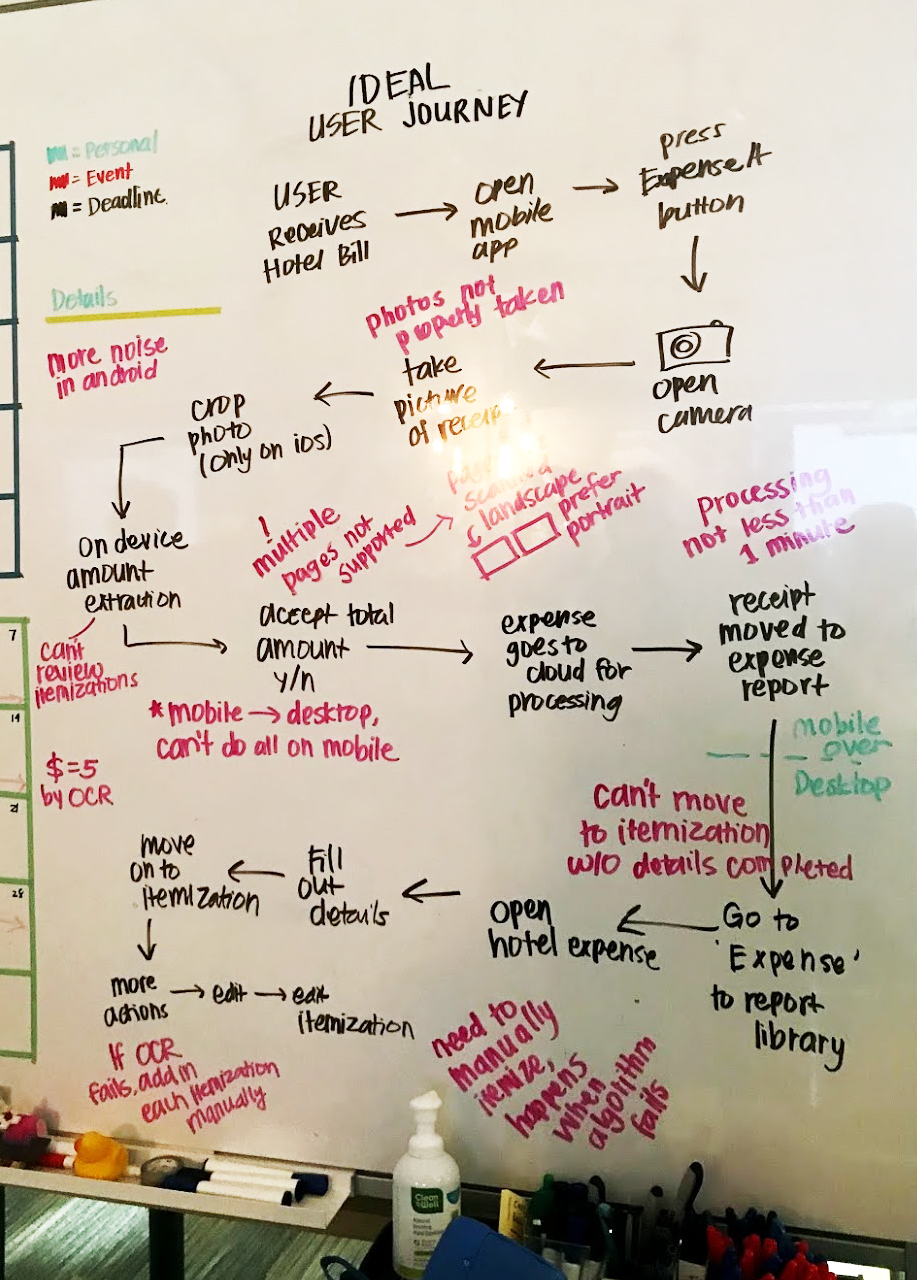 IDEAL
USER JOURNEY
= Personal
= Event
= Deadline.
Details
more noise
in android
USER
Receives
Hotel Bill
open
mobile
app
press
ExpenseIt
button
open
camera
photos not
properly taken
take
picture
of receipt
crop
photo
(only on ios)
on device
amount
extraction
can't
review
itemizations
$=5
by OCR
!
multiple
pages not
supported
scanned
landscape
prefer
portrait
accept total
amount
y/n
*mobile → desktop,
can't do all on mobile
expense
goes to
cloud for
processing
Processing
not less than
1 minute
receipt
moved to
expense
report
mobile
over
Desktop
can't move
to itemization
w/o details completed
Go to
'Expense'
to report
library
open
hotel expense
Fill
out
details
move
on to
itemization
more
actions
edit
edit
itemization
If OCR
fails, add in
each itemization
manually
need to
manually
itemize,
happens
when
algorithm
fails
7
14
21
28
Clean
Well